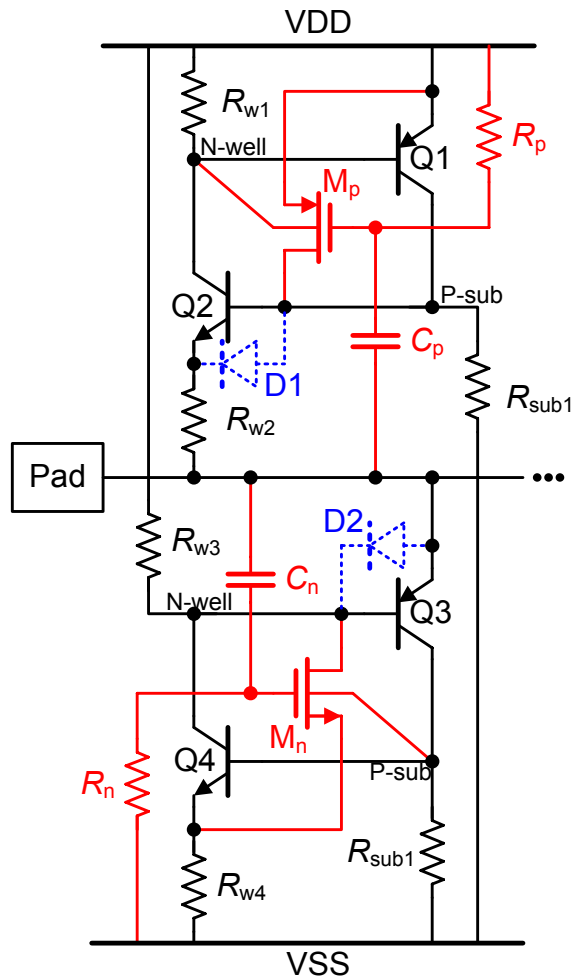 VDD
Rw1
N-well
Q1
Rp
Mp
P-sub
Q2
Cp
D1
Rsub1
Rw2
Pad
D2
Rw3
Cn
N-well
Q3
Mn
Q4
P-sub
Rn
Rsub1
Rw4
VSS